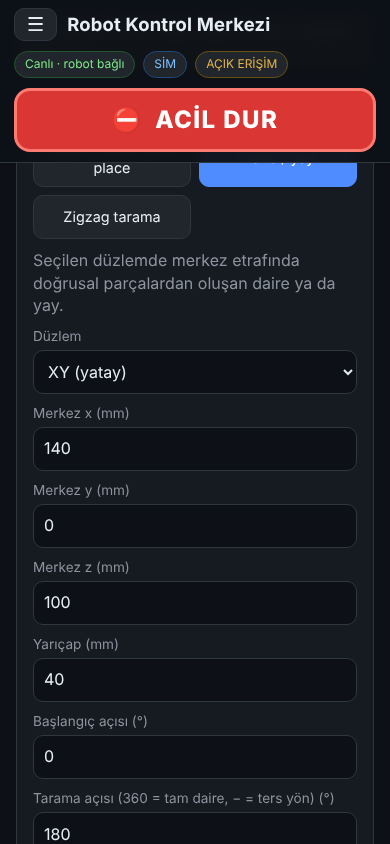 ☰ Robot Kontrol Merkezi
Canlı · robot bağlı SİM AÇIK ERİŞİM
⛔ ACİL DUR
place
Zigzag tarama
Seçilen düzlemde merkez etrafında
doğrusal parçalardan oluşan daire ya da
yay.
Düzlem
XY (yatay)
Merkez x (mm)
140
Merkez y (mm)
0
Merkez z (mm)
100
Yarıçap (mm)
40
Başlangıç açısı (°)
0
Tarama açısı (360 = tam daire, − = ters yön) (°)
180